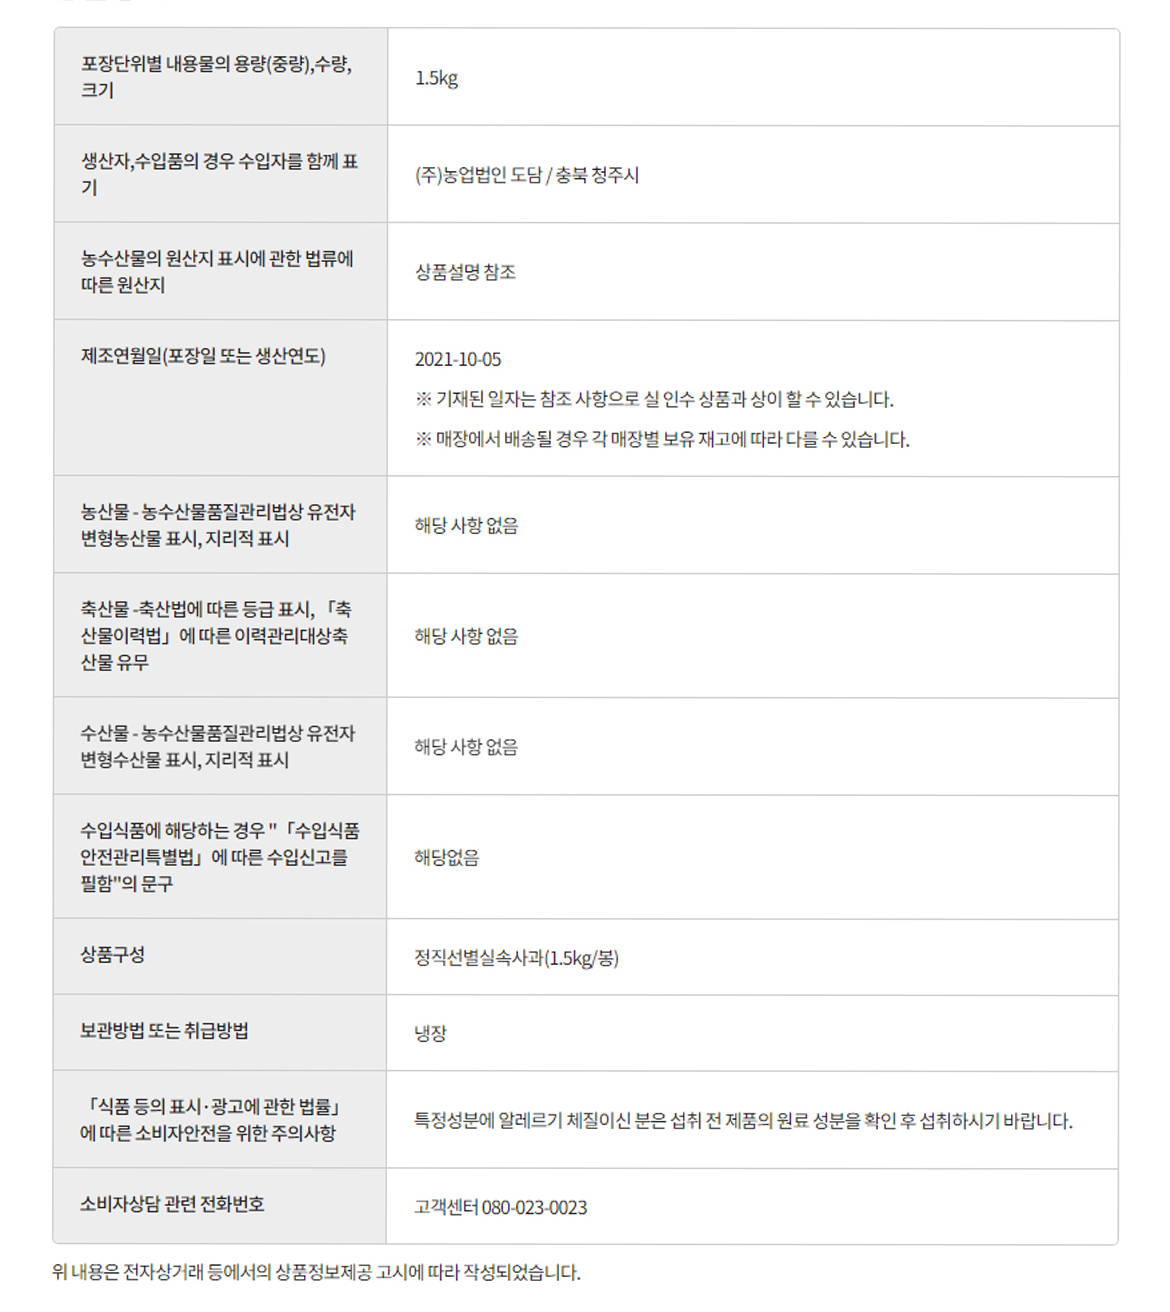 포장단위별 내용물의 용량(중량),수량,
크기
1.5kg
생산자,수입품의 경우 수입자를 함께 표
기
(주)농업법인 도담 / 충북 청주시
농수산물의 원산지 표시에 관한 법류에
따른 원산지
상품설명 참조
제조연월일(포장일 또는 생산연도)
2021-10-05
※ 기재된 일자는 참조 사항으로 실 인수 상품과 상이 할 수 있습니다.
※ 매장에서 배송될 경우 각 매장별 보유 재고에 따라 다를 수 있습니다.
농산물 - 농수산물품질관리법상 유전자
변형농산물 표시, 지리적 표시
해당 사항 없음
축산물 -축산법에 따른 등급 표시, 「축
산물이력법」에 따른 이력관리대상축
산물 유무
해당 사항 없음
수산물 - 농수산물품질관리법상 유전자
변형수산물 표시, 지리적 표시
해당 사항 없음
수입식품에 해당하는 경우 "「수입식품
안전관리특별법」에 따른 수입신고를
필함"의 문구
해당없음
상품구성
정직선별실속사과(1.5kg/봉)
보관방법 또는 취급방법
냉장
「식품 등의 표시·광고에 관한 법률」
에 따른 소비자안전을 위한 주의사항
특정성분에 알레르기 체질이신 분은 섭취 전 제품의 원료 성분을 확인 후 섭취하시기 바랍니다.
소비자상담 관련 전화번호
고객센터 080-023-0023
위 내용은 전자상거래 등에서의 상품정보제공 고시에 따라 작성되었습니다.